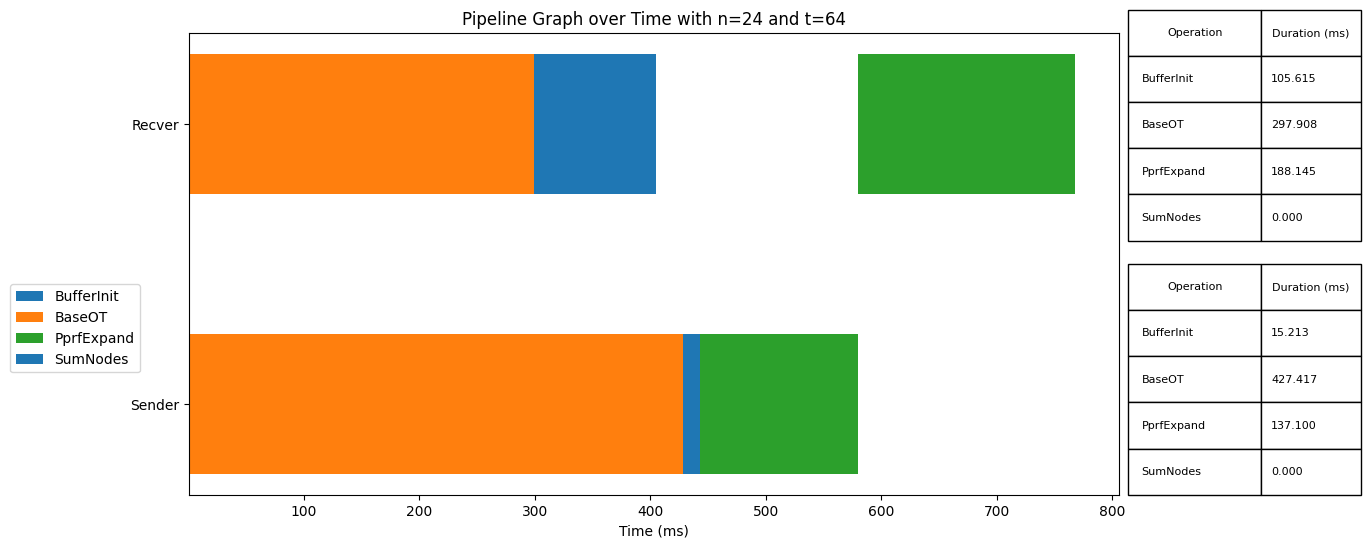 Pipeline Graph over Time with n=24 and t=64
Recver
Sender
100 200 300 400 500 600 700 800
Time (ms)
BufferInit
BaseOT
PprfExpand
SumNodes
Operation Duration (ms)
BufferInit 105.615
BaseOT 297.908
PprfExpand 188.145
SumNodes 0.000
Operation Duration (ms)
BufferInit 15.213
BaseOT 427.417
PprfExpand 137.100
SumNodes 0.000